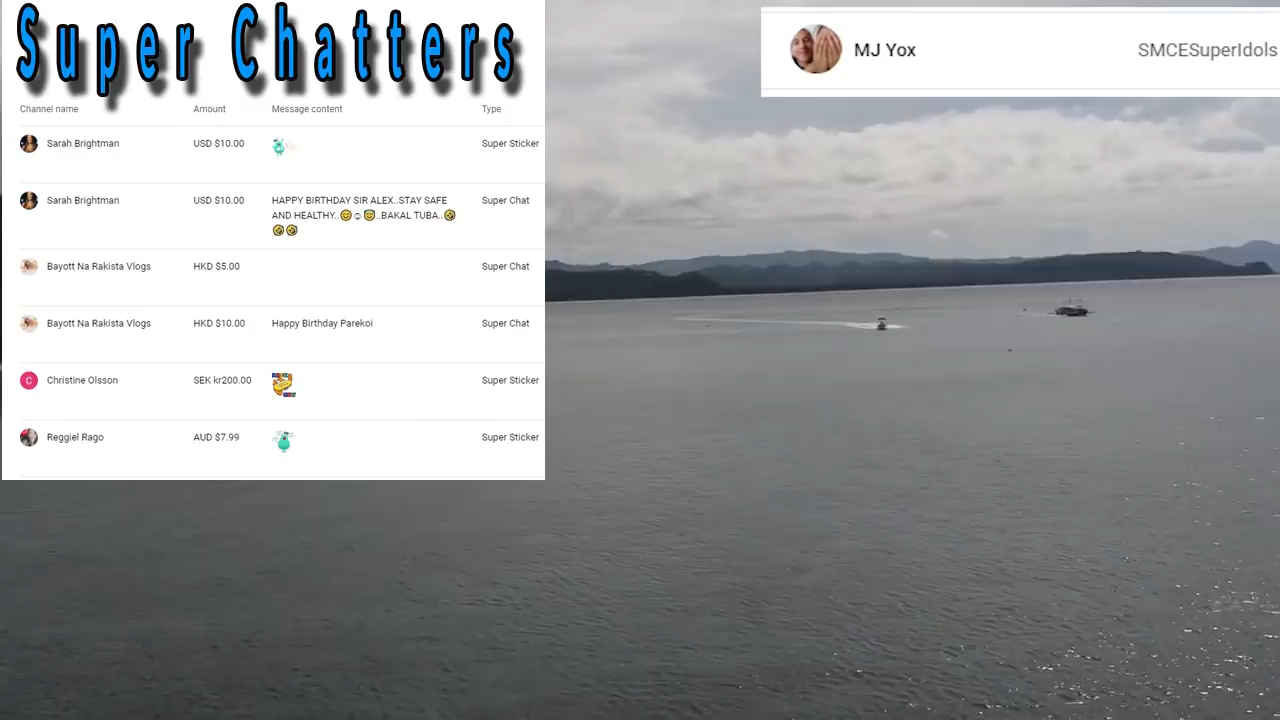 Super Chatters
MJ Yox SMCESuperIdols
Channel name Amount Message content Type
Sarah Brightman USD $10.00 Super Sticker
Sarah Brightman USD $10.00 HAPPY BIRTHDAY SIR ALEX..STAY SAFE Super Chat
AND HEALTHY..😊☺😇..BAKAL TUBA..🤣
🤣🤣
Bayott Na Rakista Vlogs HKD $5.00 Super Chat
Bayott Na Rakista Vlogs HKD $10.00 Happy Birthday Parekoi Super Chat
C Christine Olsson SEK kr200.00 Super Sticker
Reggiel Rago AUD $7.99 Super Sticker